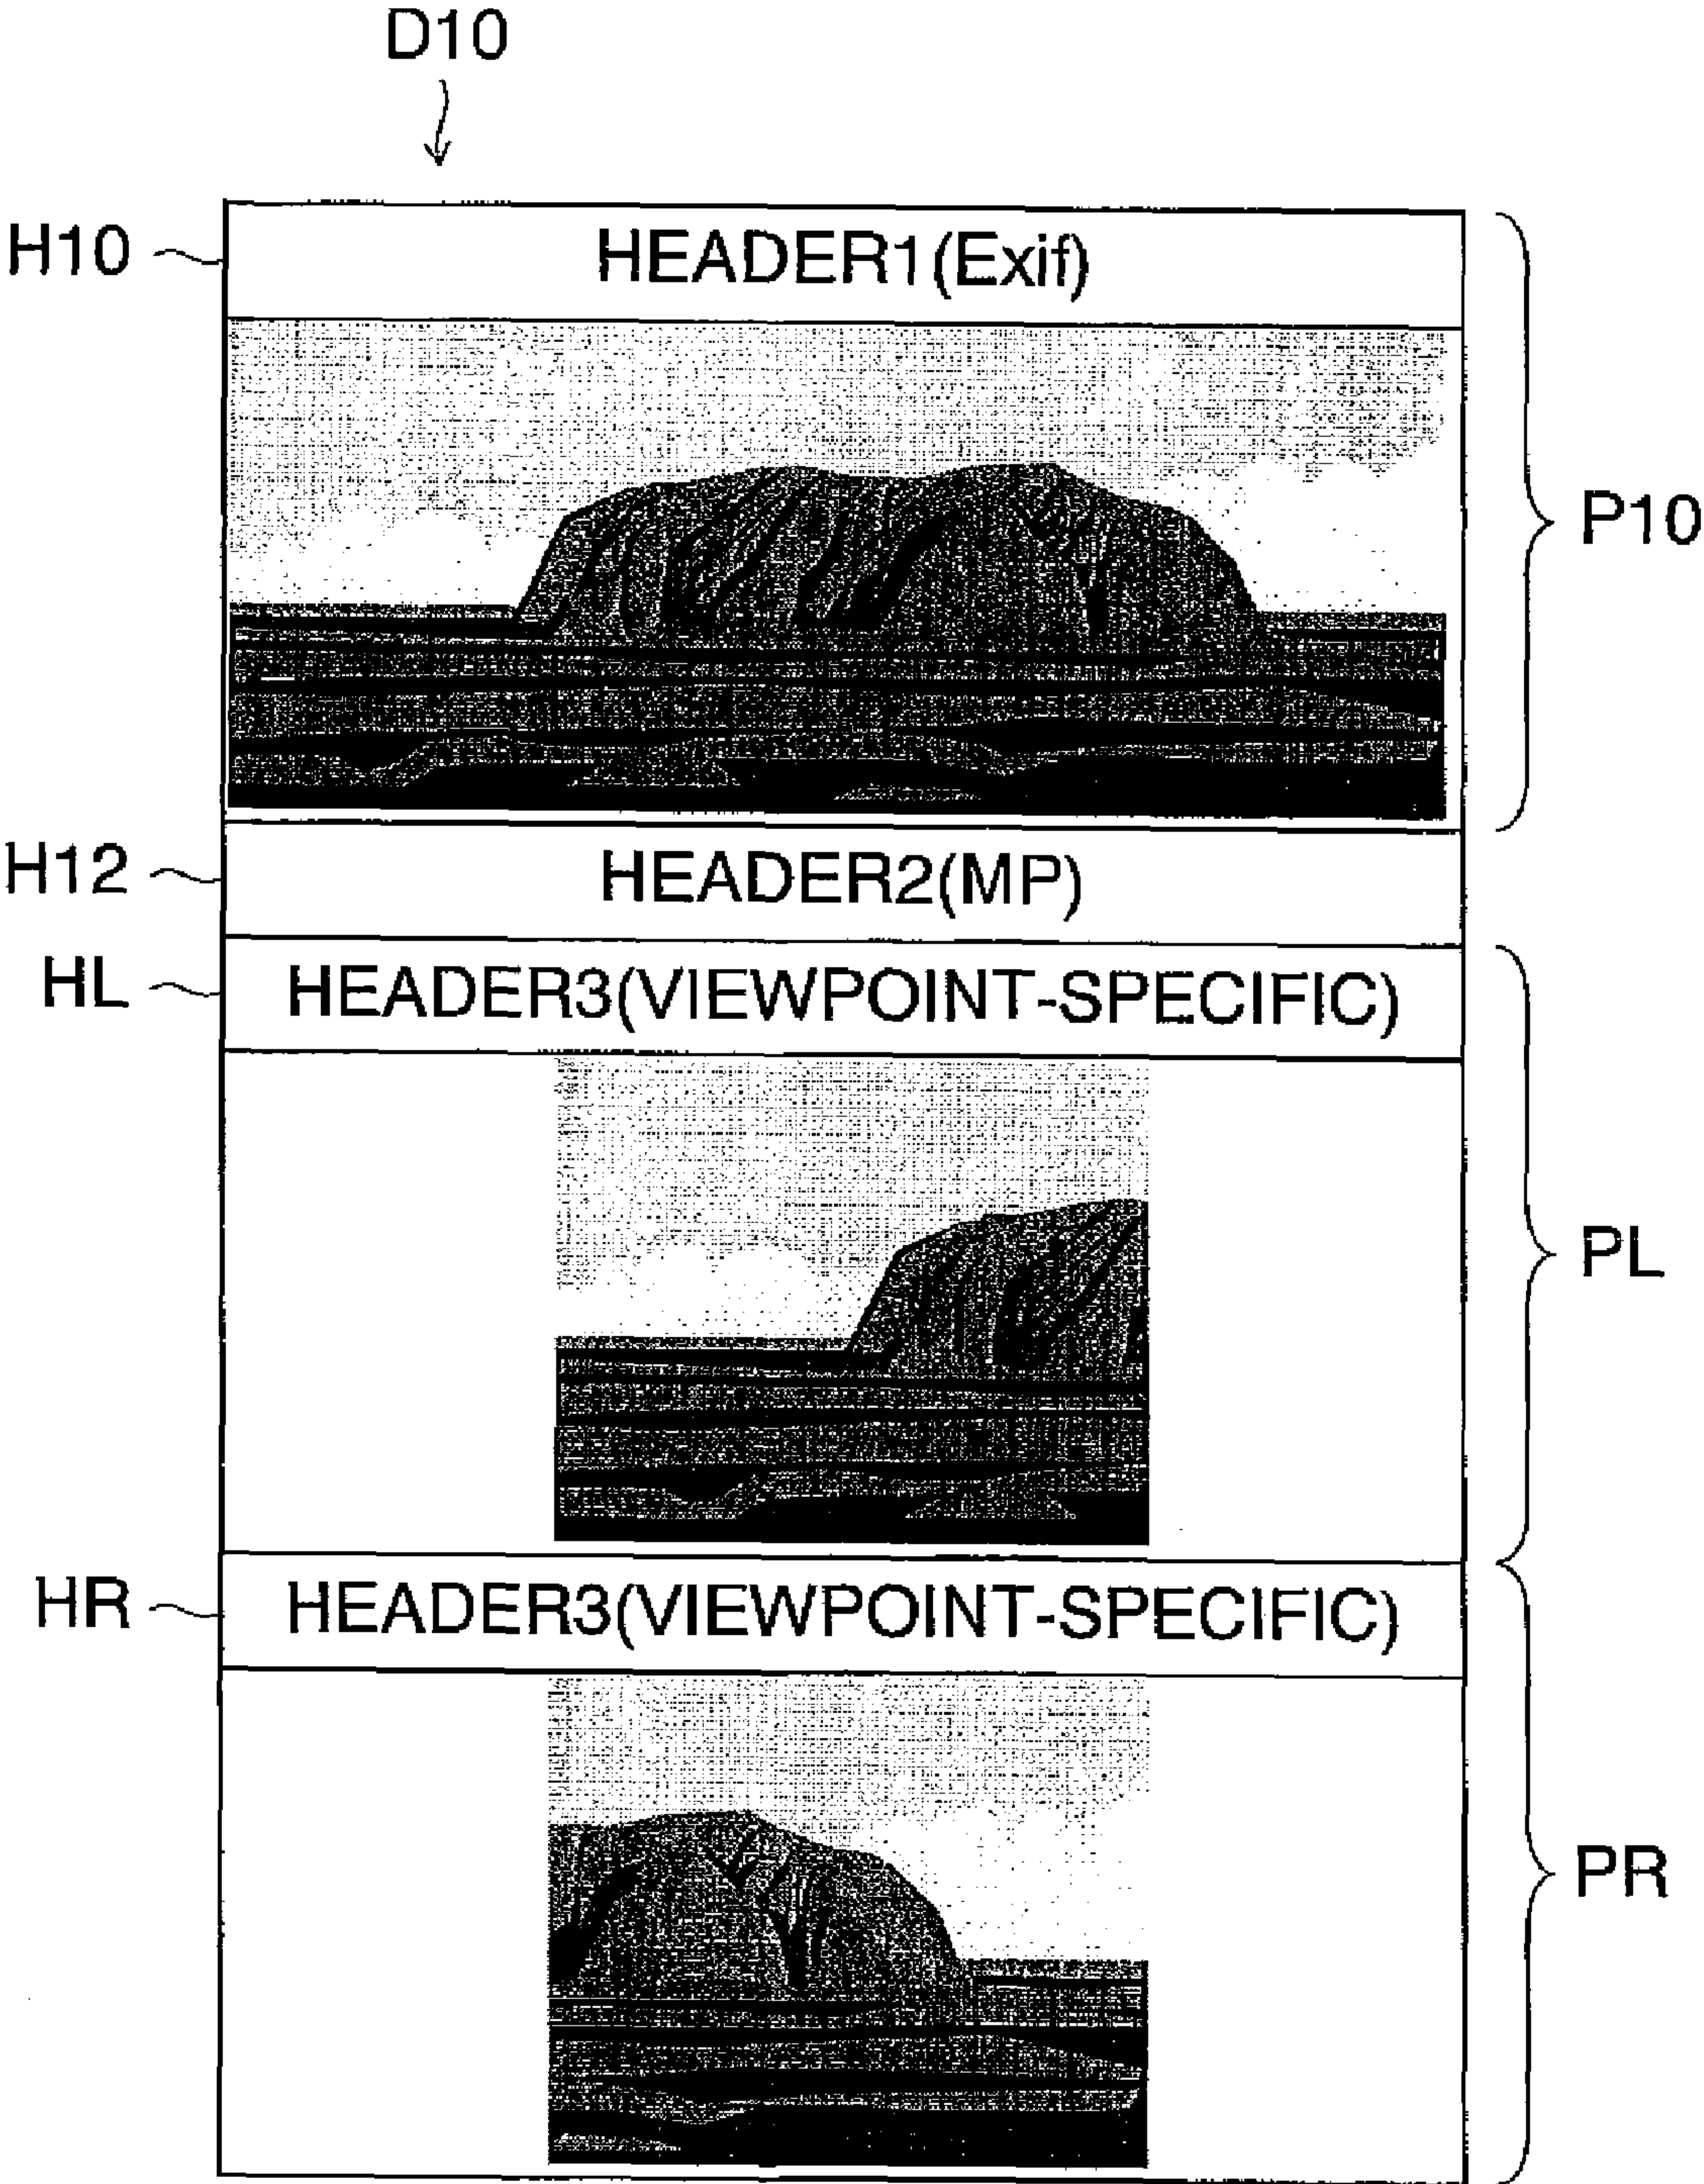 D10
H10
HEADER1(Exif)
P10
H12
HEADER2(MP)
HL
HEADER3(VIEWPOINT-SPECIFIC)
PL
HR
HEADER3(VIEWPOINT-SPECIFIC)
PR